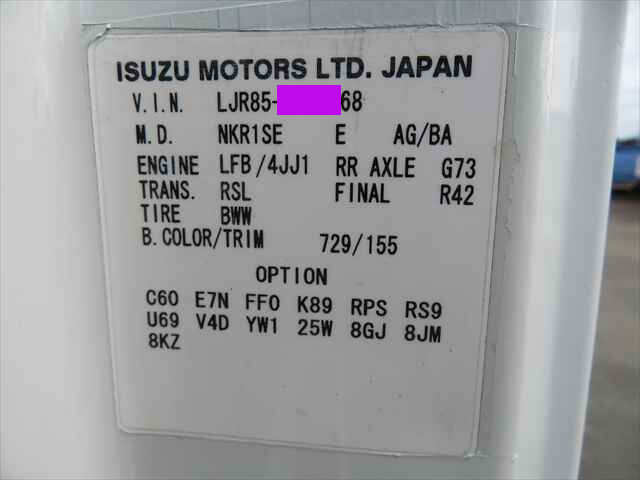 ISUZU MOTORS LTD. JAPAN
V.I.N. LJR85- 68
M.D. NKR1SE E AG/BA
ENGINE LFB/4JJ1 RR AXLE G73
TRANS. RSL FINAL R42
TIRE BWW
B.COLOR/TRIM 729/155
OPTION
C60 E7N FF0 K89 RPS RS9
U69 V4D YW1 25W 8GJ 8JM
8KZ